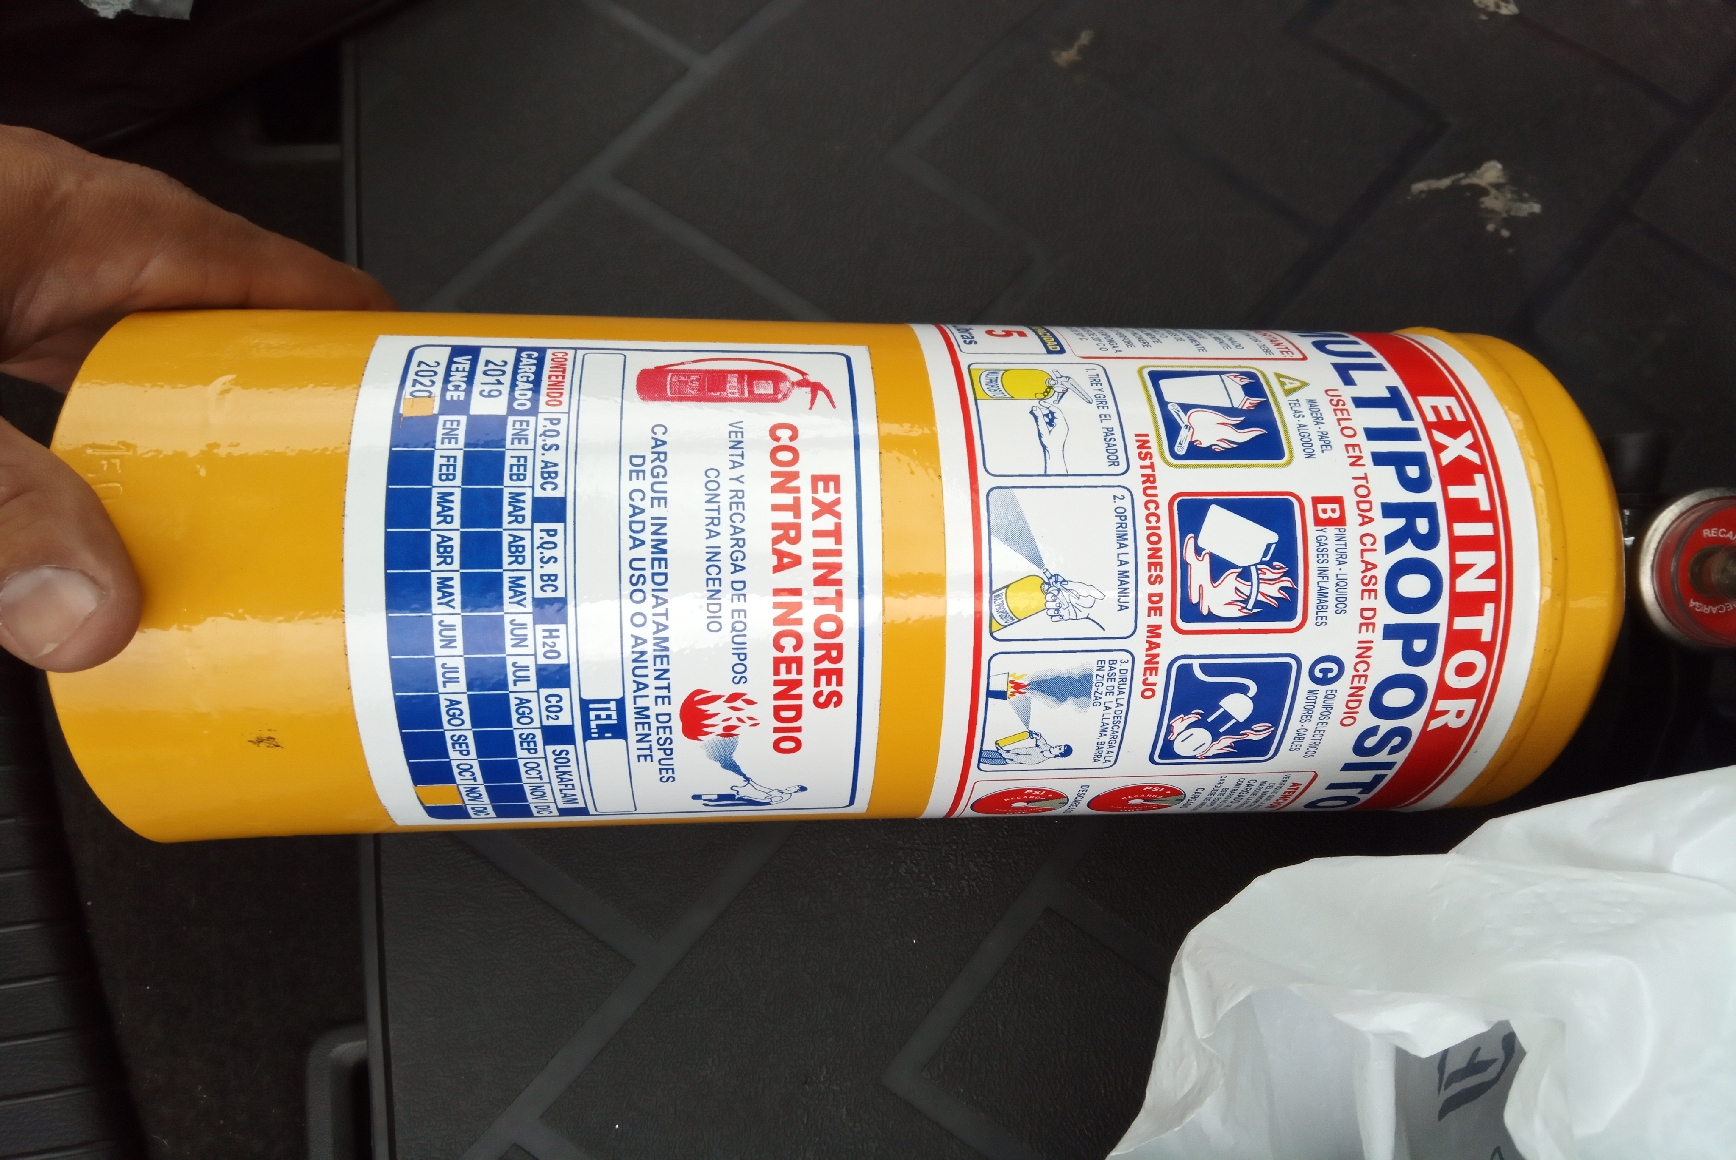 EXTINTOR
MULTIPROPOSITO
USELO EN TODA CLASE DE INCENDIO
A
MADERA - PAPEL
TELAS - ALGODON
B
PINTURA - LIQUIDOS
Y GASES INFLAMABLES
C
EQUIPOS ELECTRICOS
MOTORES - CABLES
INSTRUCCIONES DE MANEJO
1. TIRE Y GIRE EL PASADOR
2. OPRIMA LA MANIJA
3. DIRIJA LA DESCARGA A LA
BASE DE LA LLAMA, BARRA
EN ZIG-ZAG
5
EXTINTORES
CONTRA INCENDIO
VENTA Y RECARGA DE EQUIPOS
CONTRA INCENDIO
CARGUE INMEDIATAMENTE DESPUES
DE CADA USO O ANUALMENTE
TEL.:
CONTENIDO P.Q.S. ABC P.Q.S. BC H2O CO2 SOLKAFLAM
CARGADO ENE FEB MAR ABR MAY JUN JUL AGO SEP OCT NOV DIC
2019
VENCE ENE FEB MAR ABR MAY JUN JUL AGO SEP OCT NOV DIC
2020